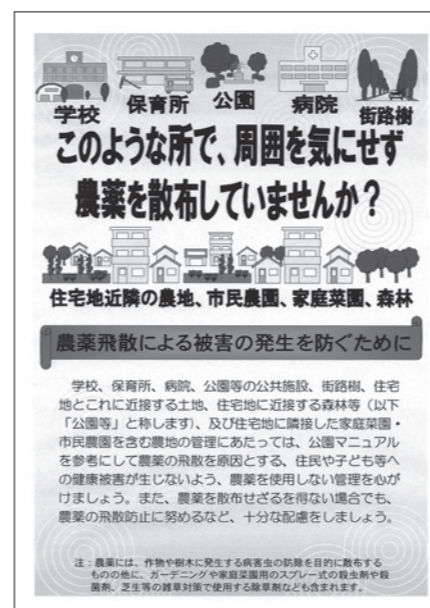 学校 保育所 公園 病院 街路樹
このような所で、周囲を気にせず
農薬を散布していませんか？
住宅地近隣の農地、市民農園、家庭菜園、森林
農薬飛散による被害の発生を防ぐために
学校、保育所、病院、公園等の公共施設、街路樹、住宅
地とこれに近接する土地、住宅地に近接する森林等（以下
「公園等」と称します）、及び住宅地に隣接した家庭菜園・
市民農園を含む農地の管理にあたっては、公園マニュアル
を参考にして農薬の飛散を原因とする、住民や子ども等へ
の健康被害が生じないよう、農薬を使用しない管理を心が
けましょう。また、農薬を散布せざるを得ない場合でも、
農薬の飛散防止に努めるなど、十分な配慮をしましょう。
注：農薬には、作物や樹木に発生する病害虫の防除を目的に散布する
ものの他に、ガーデニングや家庭菜園用のスプレー式の殺虫剤や殺
菌剤、芝生等の雑草対策で使用する除草剤なども含まれます。